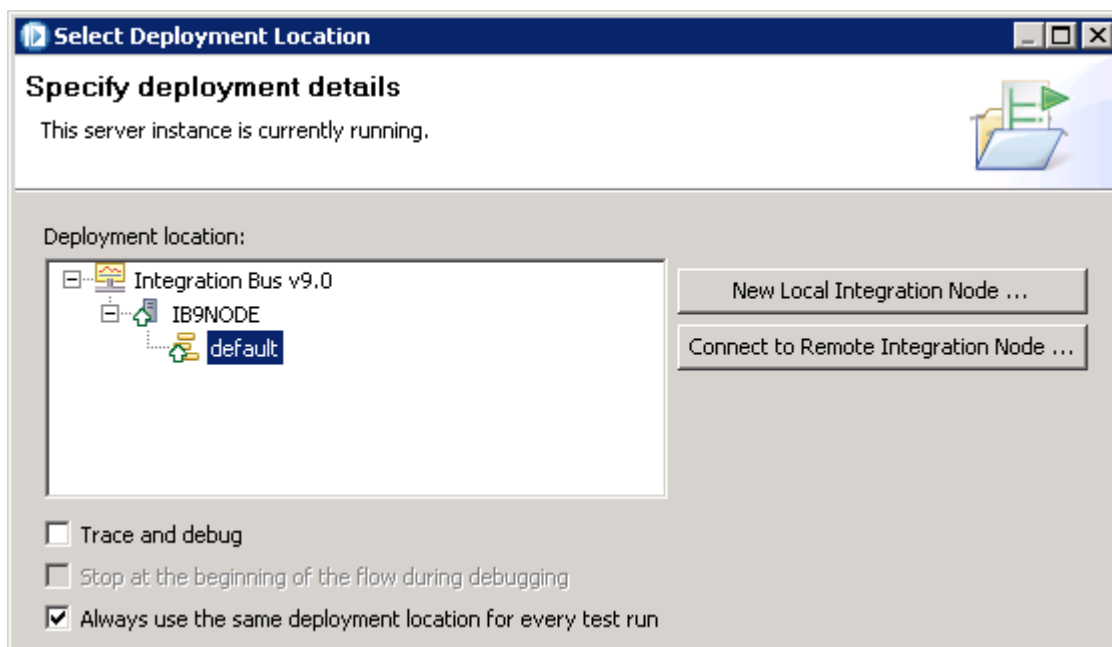 Select Deployment Location
Specify deployment details
This server instance is currently running.
Deployment location:
Integration Bus v9.0
IB9NODE
default
New Local Integration Node ...
Connect to Remote Integration Node ...
Trace and debug
Stop at the beginning of the flow during debugging
Always use the same deployment location for every test run